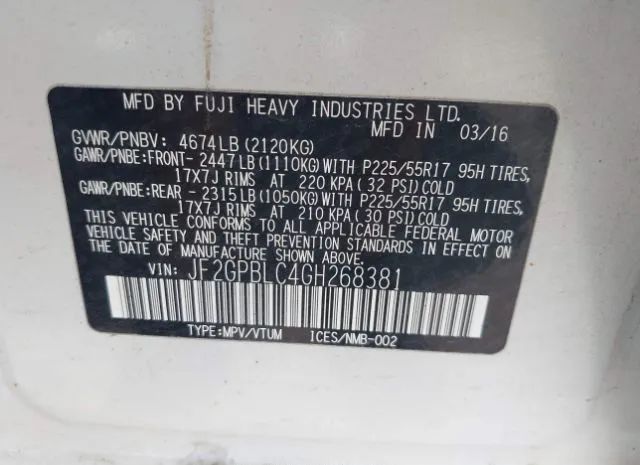 MFD BY FUJI HEAVY INDUSTRIES LTD.
MFD IN 03/16
GVWR/PNBV: 4674LB(2120KG)
GAWR/PNBE:FRONT- 2447LB(1110KG)WITH P225/55R17 95H TIRES,
17X7J RIMS AT 220 KPA(32 PSI)COLD
GAWR/PNBE:REAR - 2315LB(1050KG)WITH P225/55R17 95H TIRES,
17X7J RIMS AT 210 KPA(30 PSI)COLD
THIS VEHICLE CONFORMS TO ALL APPLICABLE FEDERAL MOTOR
VEHICLE SAFETY AND THEFT PREVENTION STANDARDS IN EFFECT ON
THE DATE OF MANUFACTURE SHOWN ABOVE.
VIN: JF2GPBLC4GH268381
TYPE:MPV/VTUM ICES/NMB-002